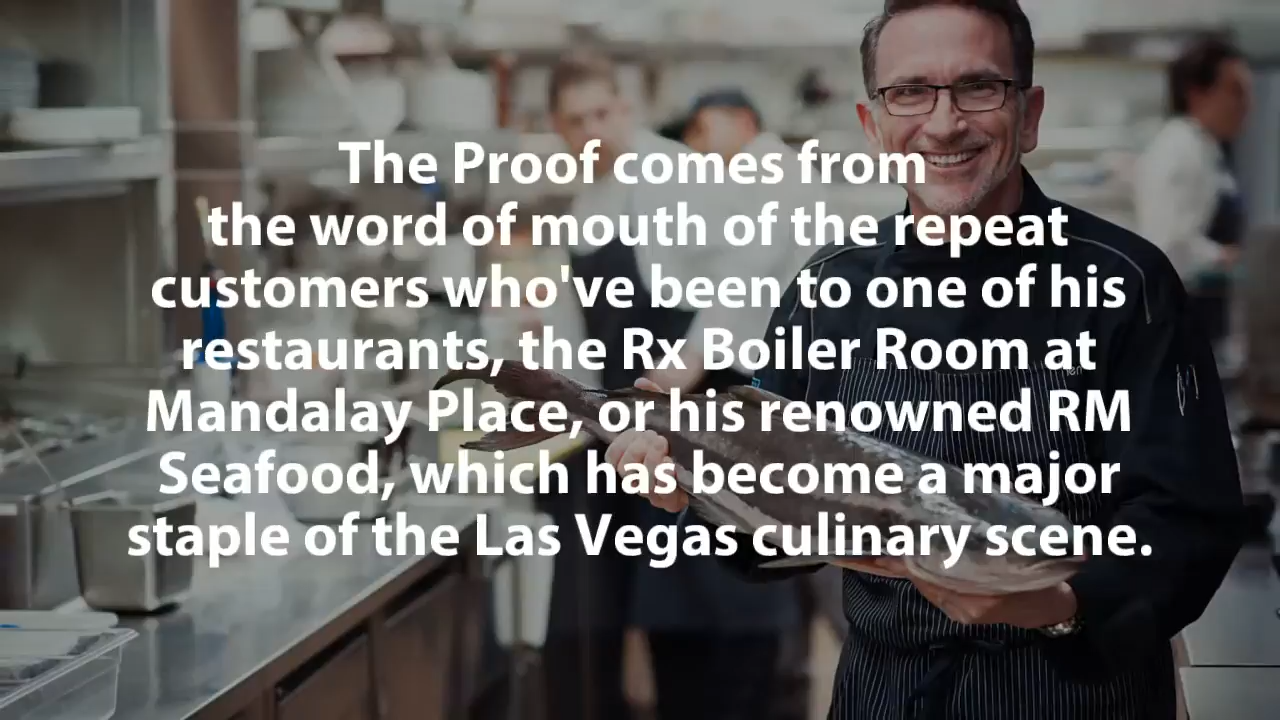 The Proof comes from
the word of mouth of the repeat
customers who've been to one of his
restaurants, the Rx Boiler Room at
Mandalay Place, or his renowned RM
Seafood, which has become a major
staple of the Las Vegas culinary scene.